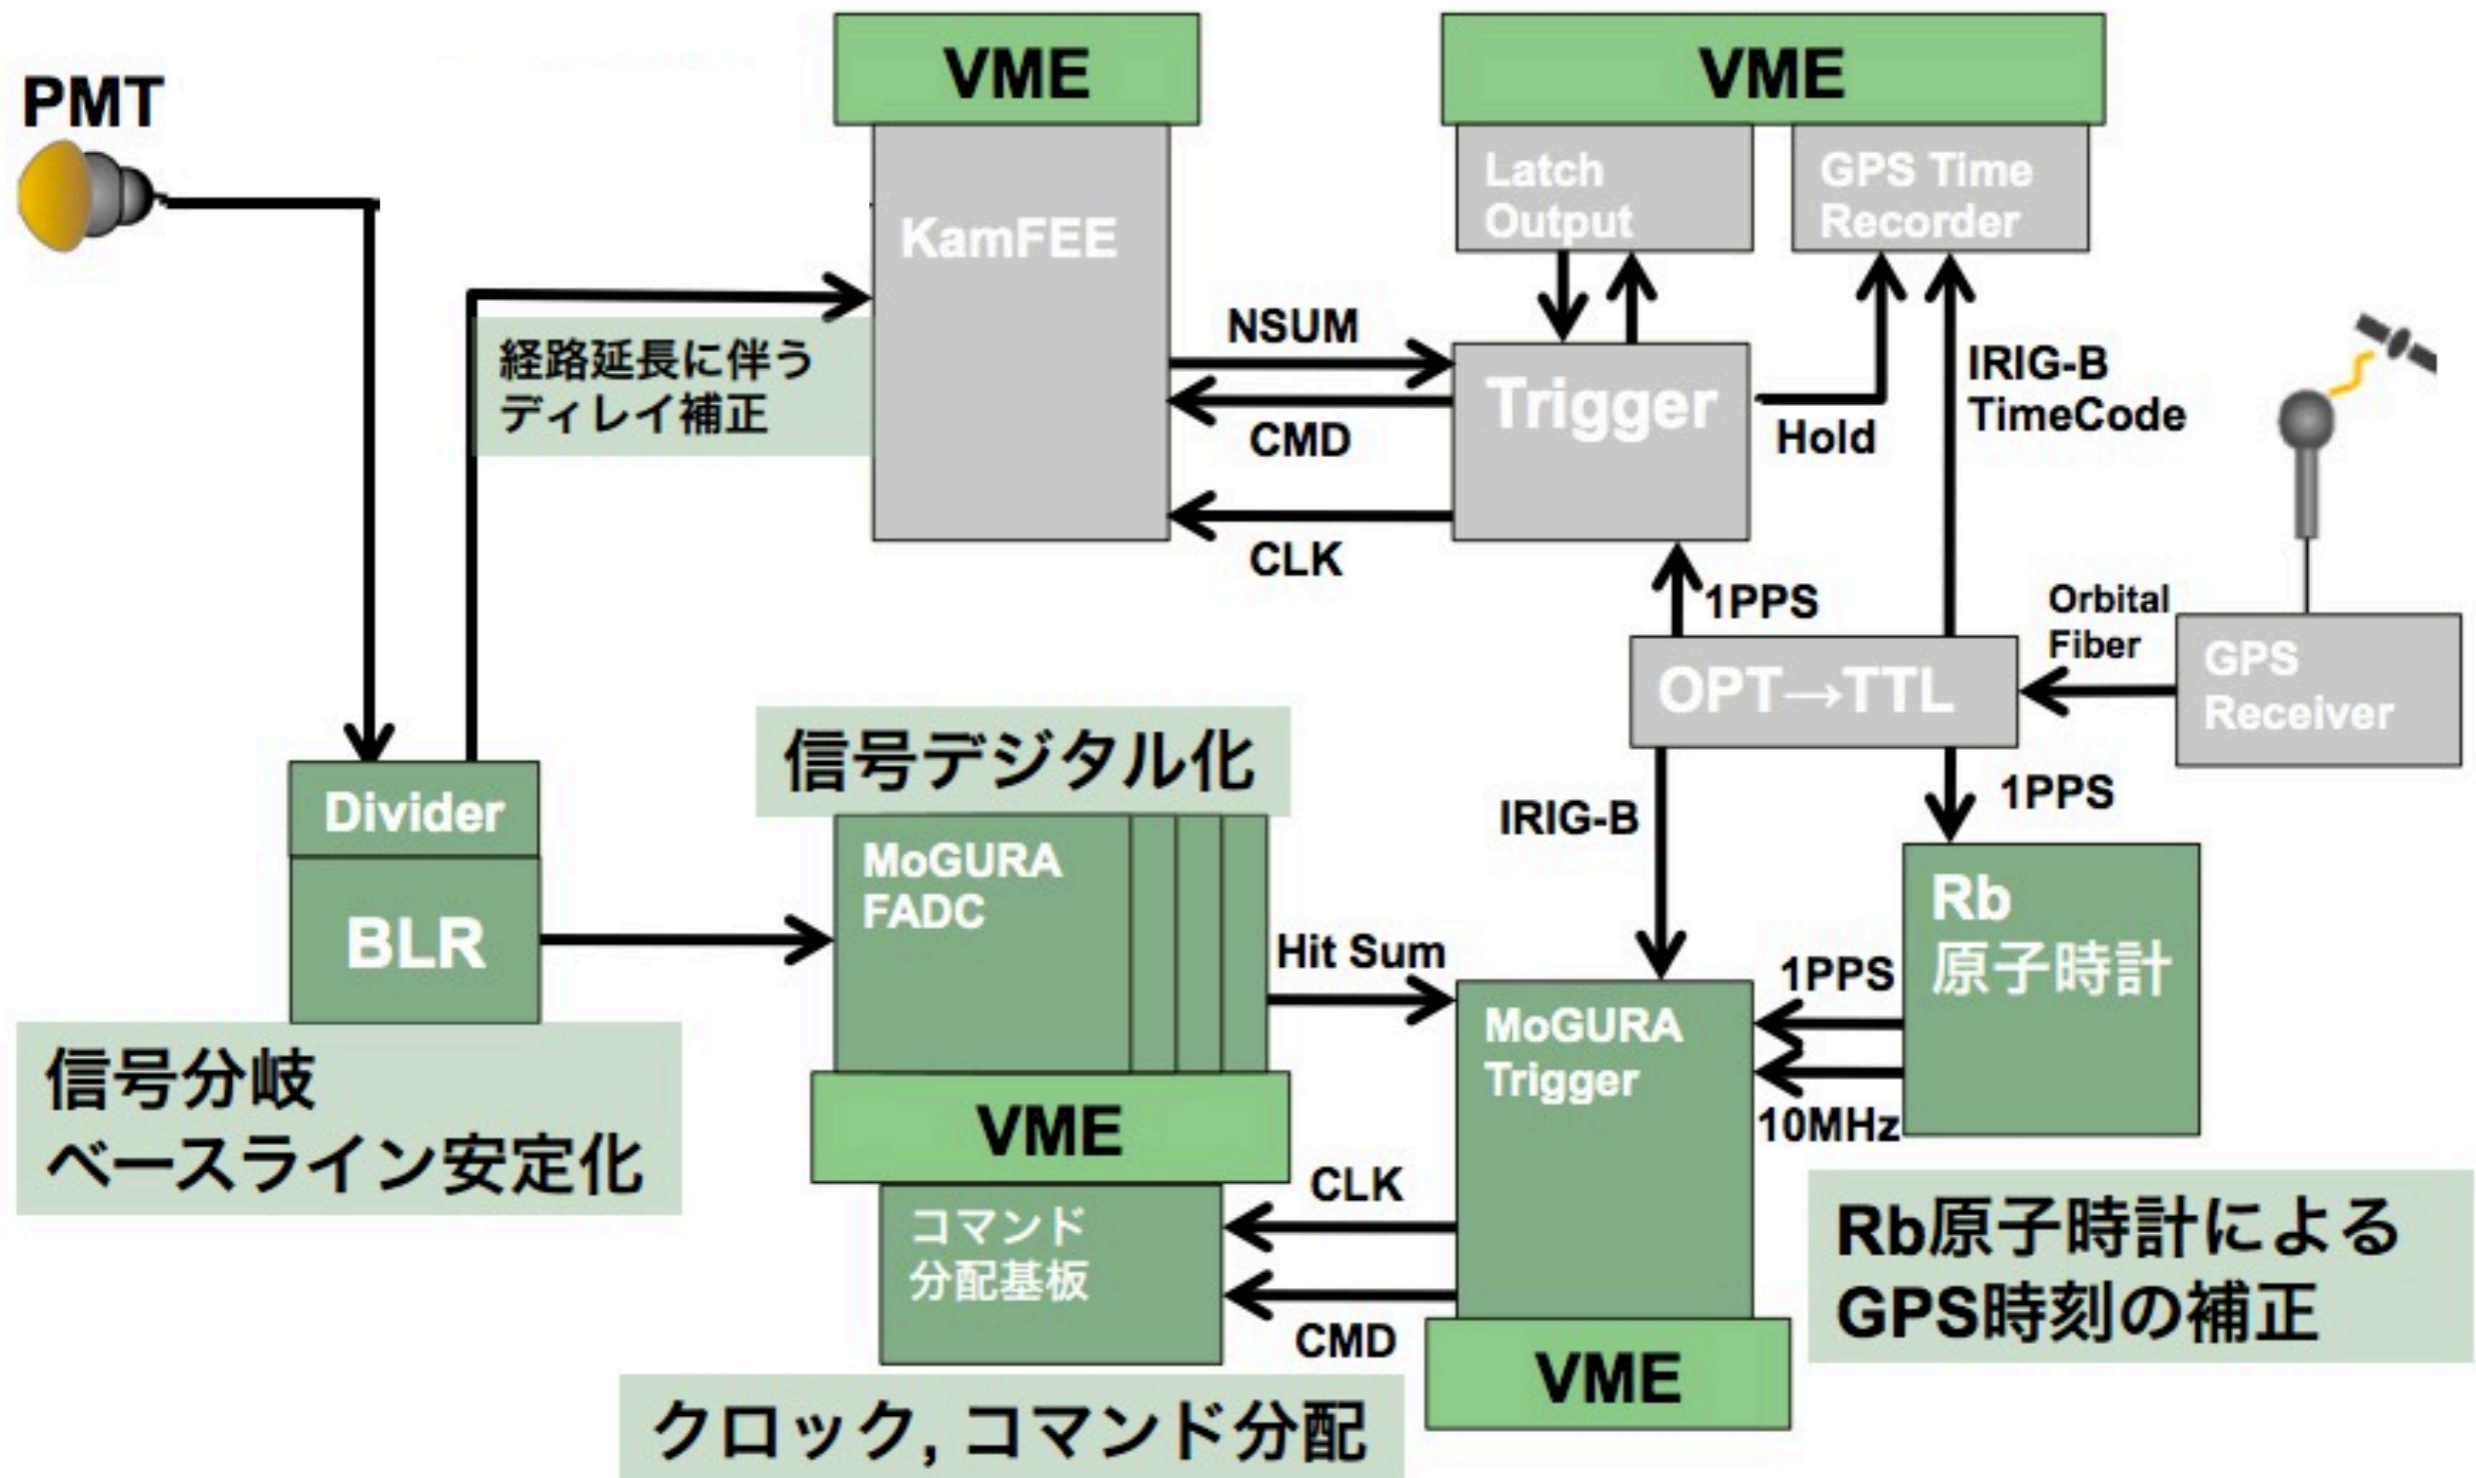 PMT
VME
VME
KamFEE
Latch
Output
GPS Time
Recorder
経路延長に伴う
ディレイ補正
NSUM
CMD
CLK
Trigger
Hold
IRIG-B
TimeCode
1PPS
Orbital
Fiber
OPT→TTL
GPS
Receiver
Divider
BLR
信号デジタル化
MoGURA
FADC
IRIG-B
1PPS
Rb
原子時計
Hit Sum
1PPS
10MHz
MoGURA
Trigger
信号分岐
ベースライン安定化
VME
コマンド
分配基板
CLK
CMD
VME
Rb原子時計による
GPS時刻の補正
クロック, コマンド分配